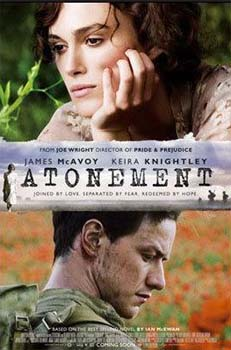 FROM JOE WRIGHT DIRECTOR OF PRIDE & PREJUDICE
JAMES McAVOY KEIRA KNIGHTLEY
ATONEMENT
JOINED BY LOVE. SEPARATED BY FEAR. REDEEMED BY HOPE.
BASED ON THE BEST SELLING NOVEL BY IAN McEWAN
COMING SOON